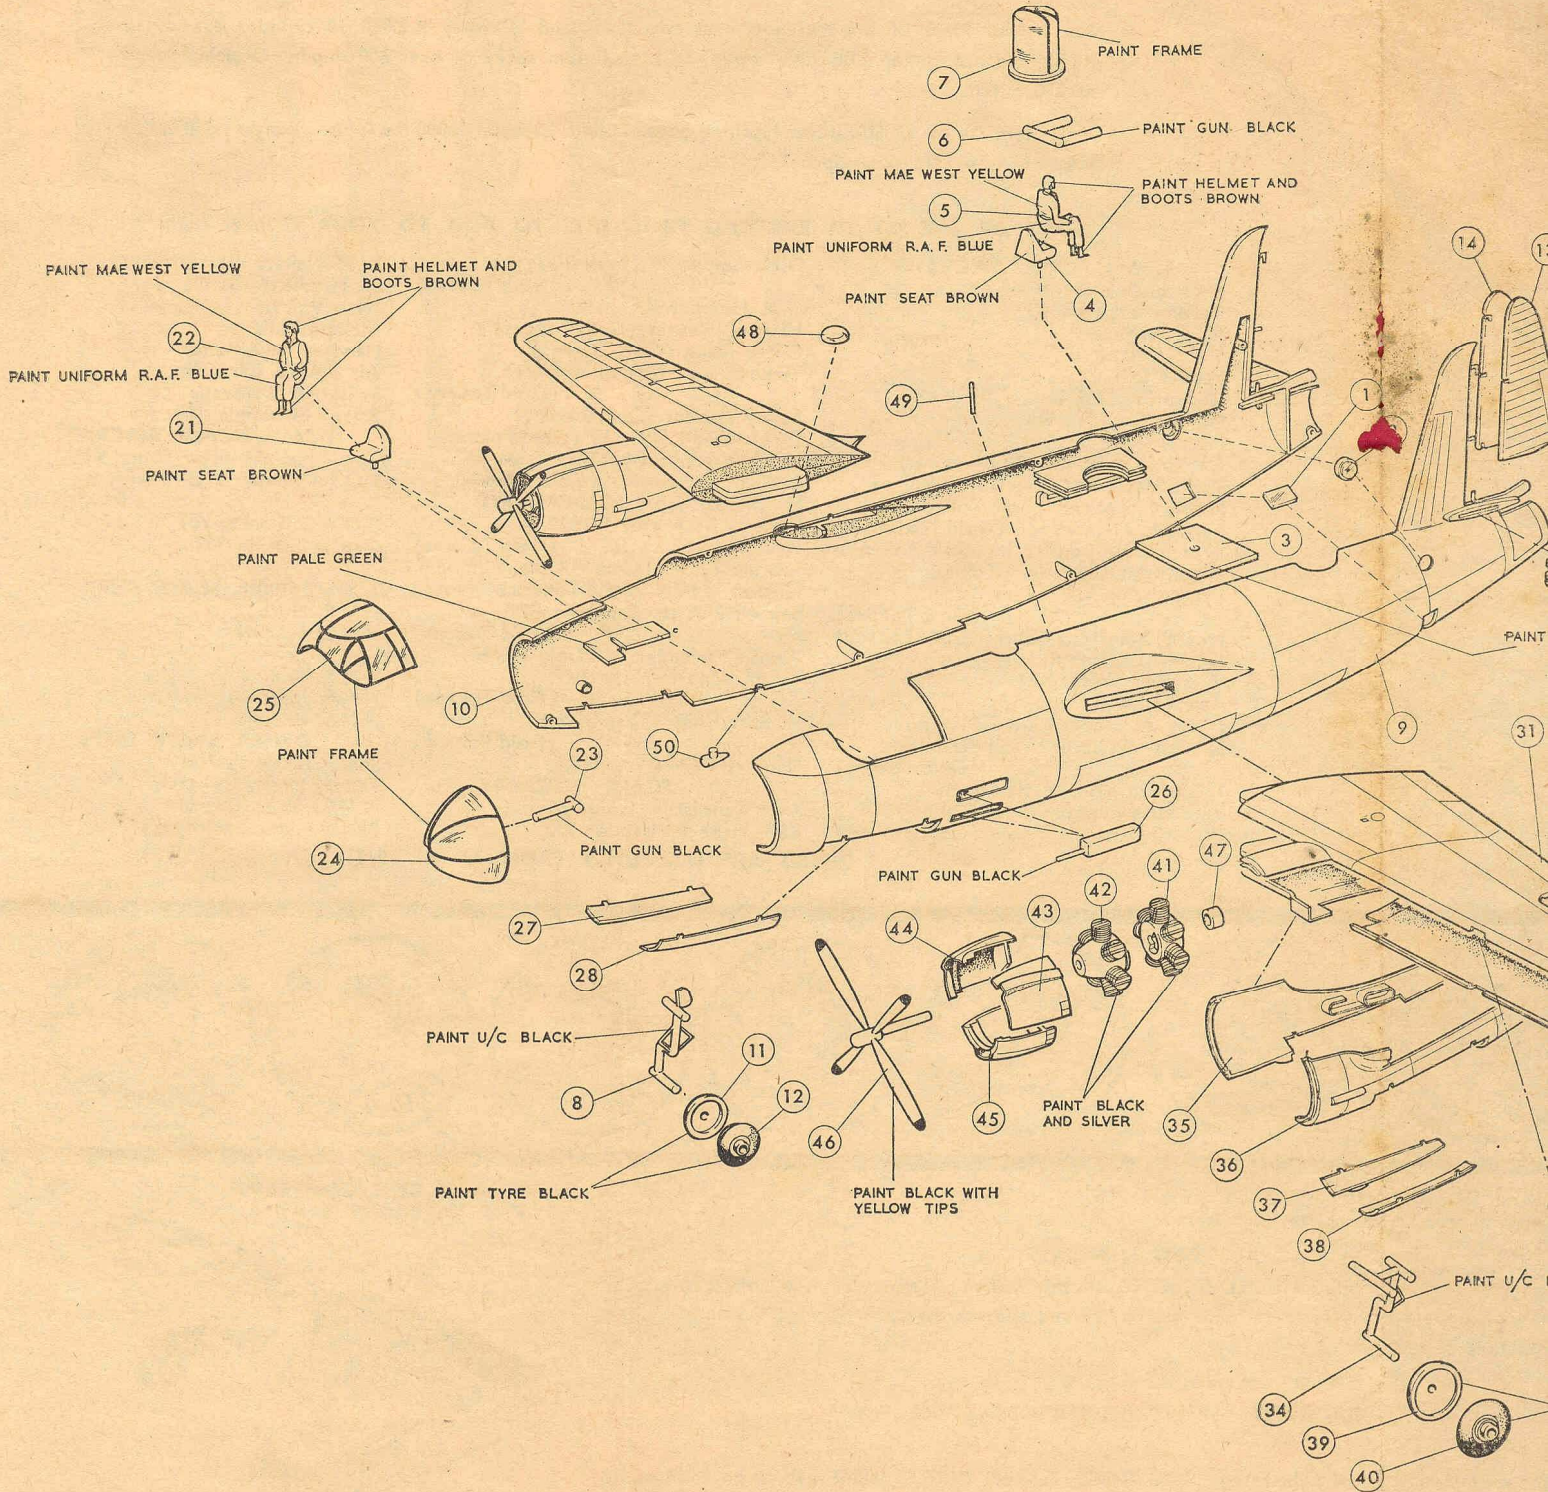 PAINT FRAME
7
6
PAINT GUN BLACK
PAINT MAE WEST YELLOW
PAINT HELMET AND
BOOTS BROWN
5
PAINT UNIFORM R.A.F. BLUE
PAINT SEAT BROWN
4
14
PAINT MAE WEST YELLOW
PAINT HELMET AND
BOOTS BROWN
22
PAINT UNIFORM R.A.F. BLUE
21
PAINT SEAT BROWN
48
49
1
3
PAINT PALE GREEN
25
10
PAINT
9
31
PAINT FRAME
50
23
24
PAINT GUN BLACK
26
PAINT GUN BLACK
47
41
42
43
44
27
28
PAINT U/C BLACK
8
11
12
PAINT TYRE BLACK
46
45
PAINT BLACK
AND SILVER
PAINT BLACK WITH
YELLOW TIPS
35
36
37
38
PAINT U/C
34
39
40